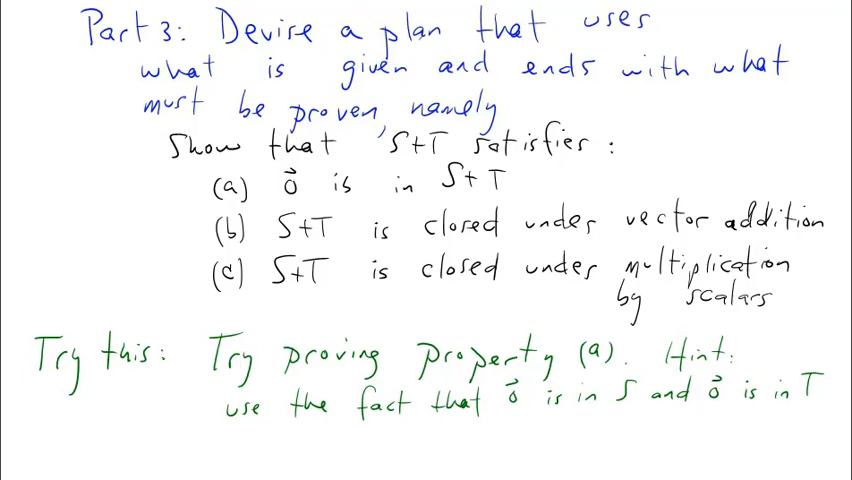 Part 3: Devise a plan that uses
what is given and ends with what
must be proven, namely
Show that S+T satisfies:
(a) 0⃗ is in S+T
(b) S+T is closed under vector addition
(c) S+T is closed under multiplication
by scalars
Try this: Try proving property (a). Hint:
use the fact that 0⃗ is in S and 0⃗ is in T